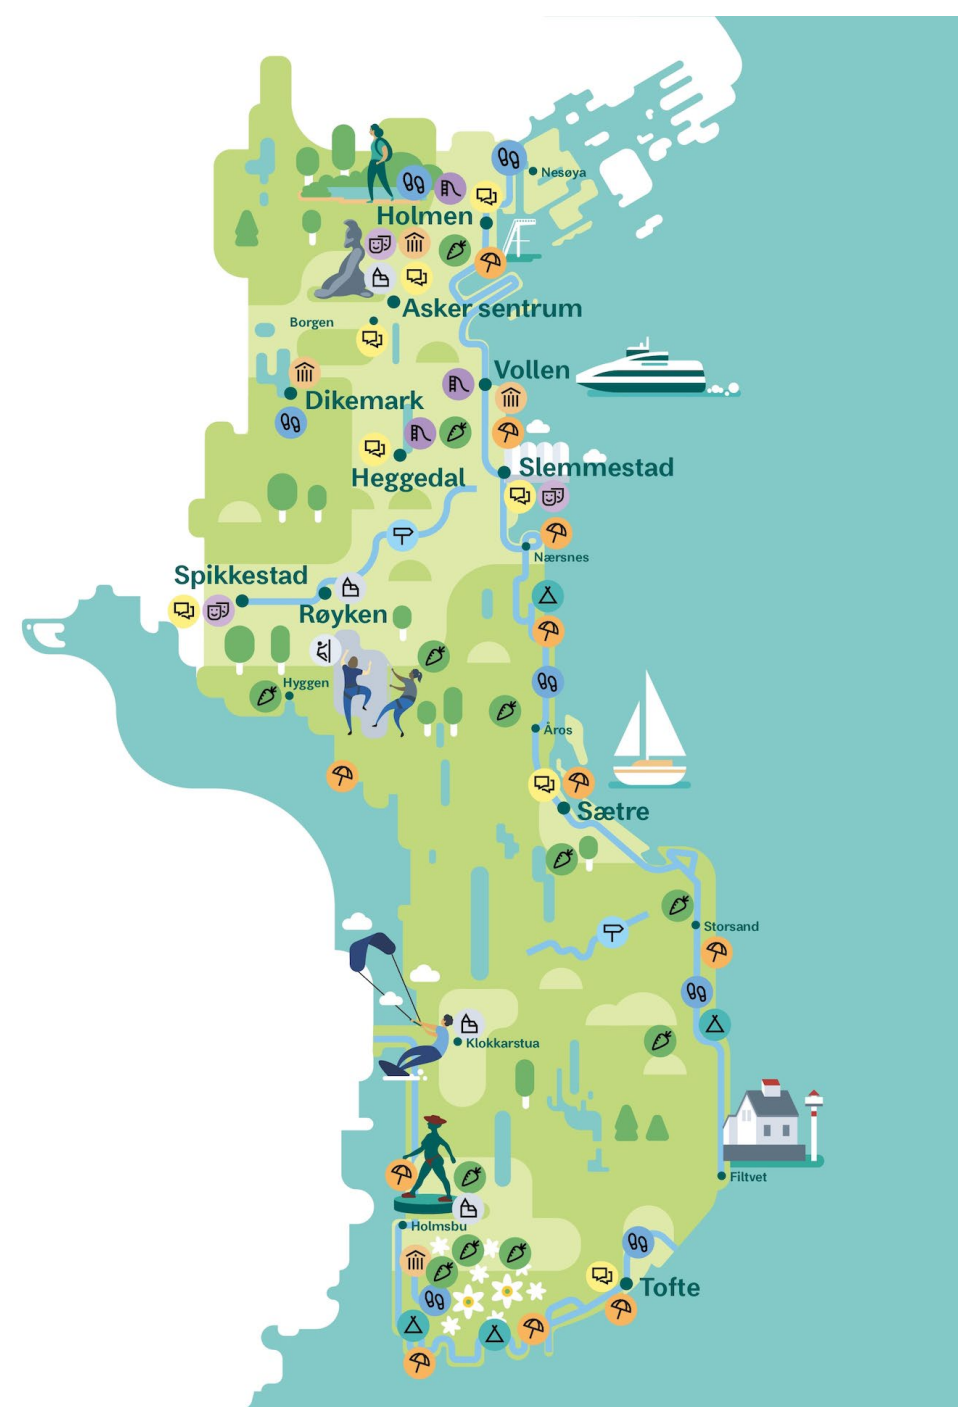 Nesøya
Holmen
Asker sentrum
Borgen
Vollen
Dikemark
Slemmestad
Heggedal
Nærsnes
Spikkestad
Røyken
Hyggen
Åros
Sætre
Storsand
Klokkarstua
Filtvet
Holmsbu
Tofte